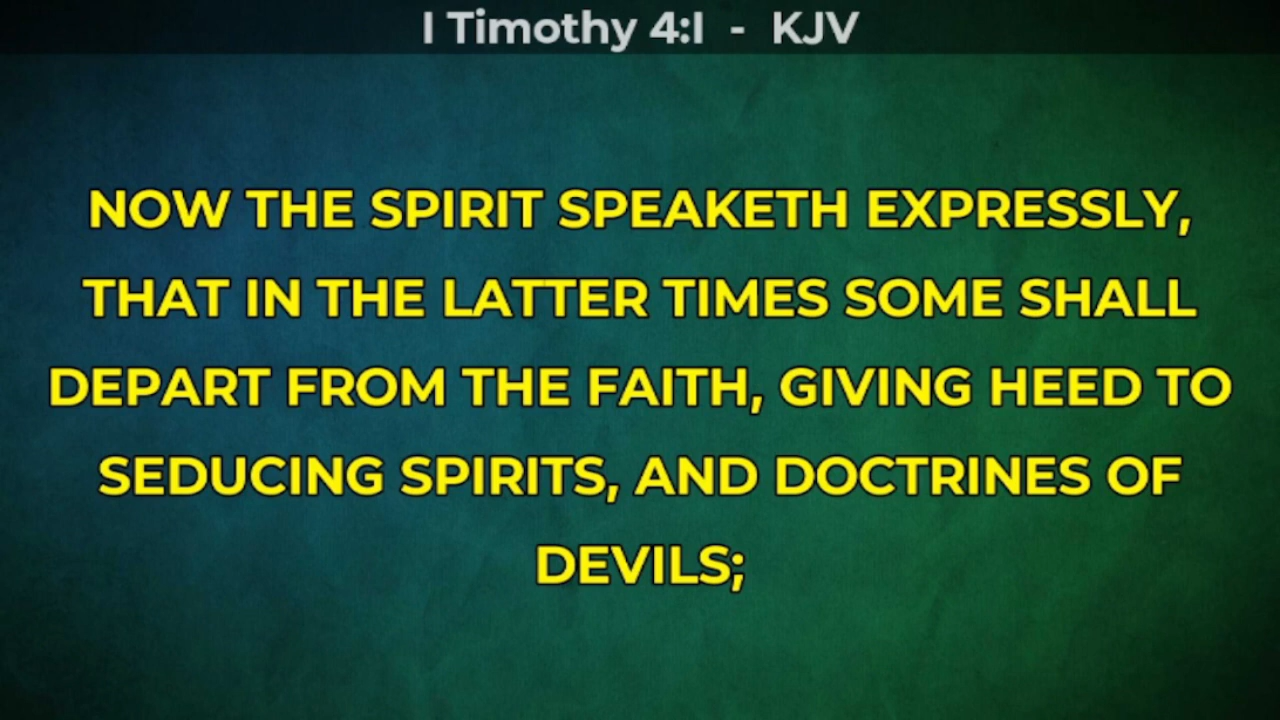 I Timothy 4:I - KJV
NOW THE SPIRIT SPEAKETH EXPRESSLY,
THAT IN THE LATTER TIMES SOME SHALL
DEPART FROM THE FAITH, GIVING HEED TO
SEDUCING SPIRITS, AND DOCTRINES OF
DEVILS;